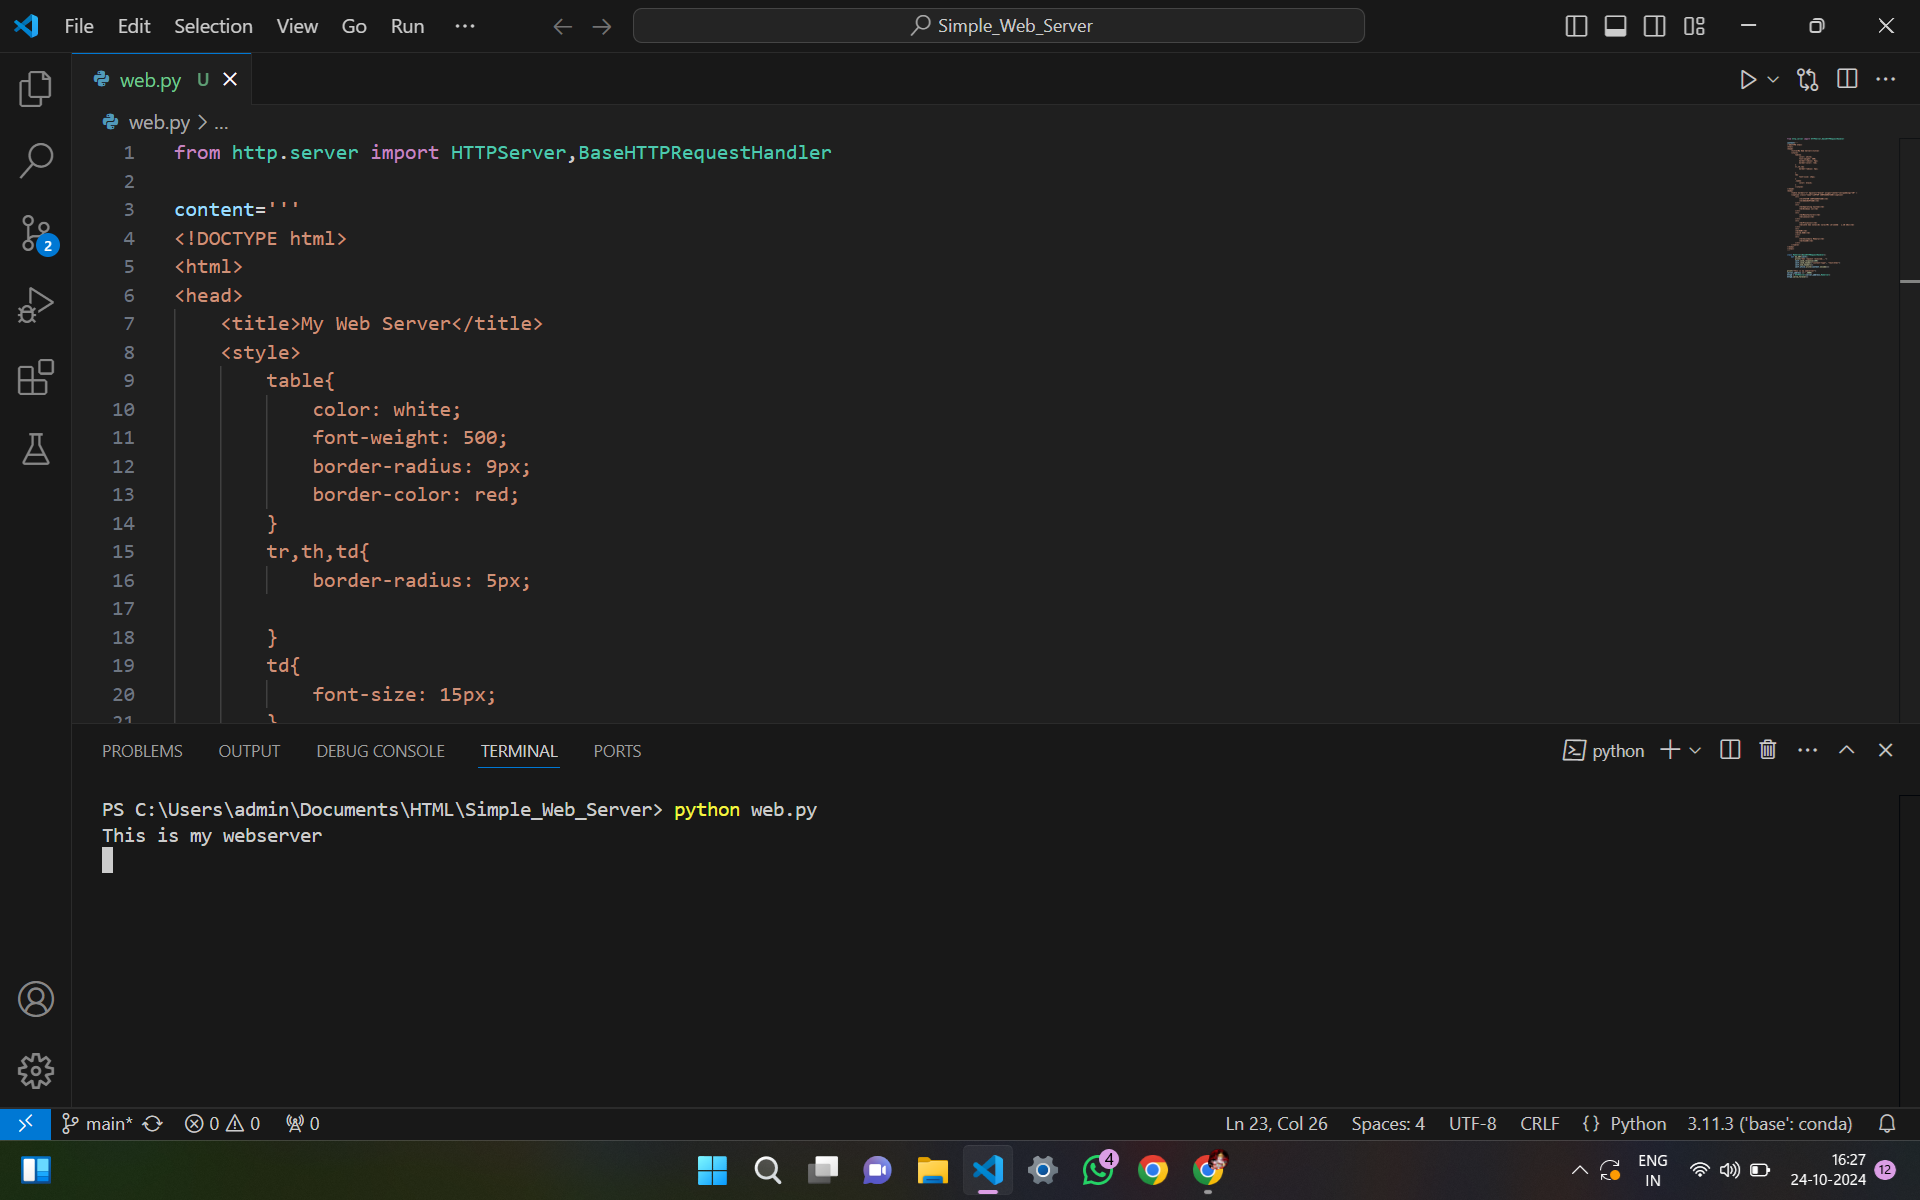 File Edit Selection View Go Run ···
Simple_Web_Server
web.py U
web.py > ...
1 from http.server import HTTPServer,BaseHTTPRequestHandler
2
3 content='''
4 <!DOCTYPE html>
5 <html>
6 <head>
7 <title>My Web Server</title>
8 <style>
9 table{
10 color: white;
11 font-weight: 500;
12 border-radius: 9px;
13 border-color: red;
14 }
15 tr,th,td{
16 border-radius: 5px;
17
18 }
19 td{
20 font-size: 15px;
21 }
2
PROBLEMS OUTPUT DEBUG CONSOLE TERMINAL PORTS
python
PS C:\Users\admin\Documents\HTML\Simple_Web_Server> python web.py
This is my webserver
main* 0 0 0
Ln 23, Col 26 Spaces: 4 UTF-8 CRLF {} Python 3.11.3 ('base': conda)
4
ENG
IN
16:27
24-10-2024
12